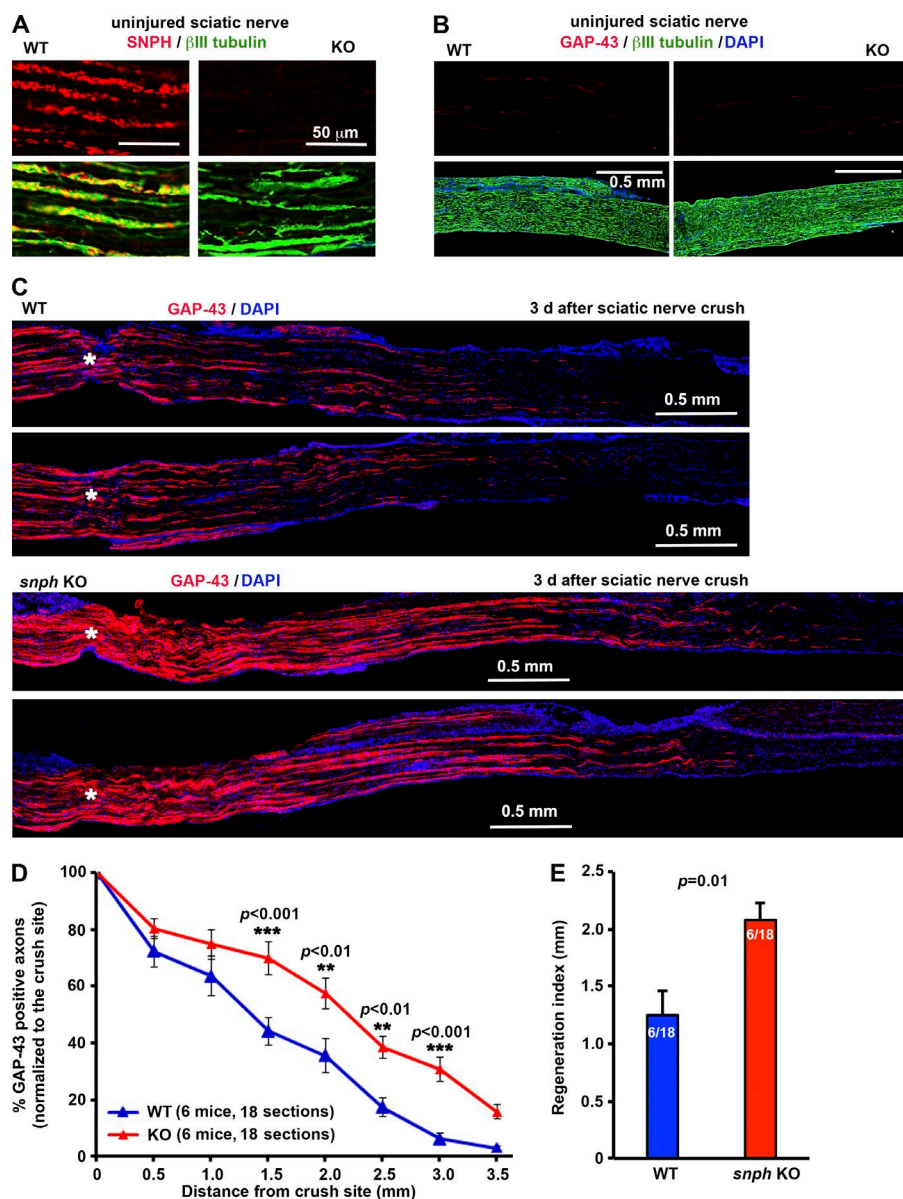 A
uninjured sciatic nerve
WT
SNPH / βIII tubulin
KO
50 μm
B
uninjured sciatic nerve
WT
GAP-43 / βIII tubulin /DAPI
KO
0.5 mm
C
WT
GAP-43 / DAPI
3 d after sciatic nerve crush
*
0.5 mm
*
0.5 mm
snph KO
GAP-43 / DAPI
3 d after sciatic nerve crush
*
0.5 mm
*
0.5 mm
D
% GAP-43 positive axons
(normalized to the crush site)
100
80
60
40
20
0
p<0.001
***
p<0.01
**
p<0.01
**
p<0.001
***
WT (6 mice, 18 sections)
KO (6 mice, 18 sections)
0 0.5 1.0 1.5 2.0 2.5 3.0 3.5
Distance from crush site (mm)
E
Regeneration index (mm)
2.5
2.0
1.5
1.0
0.5
0
p=0.01
6/18
6/18
WT
snph KO